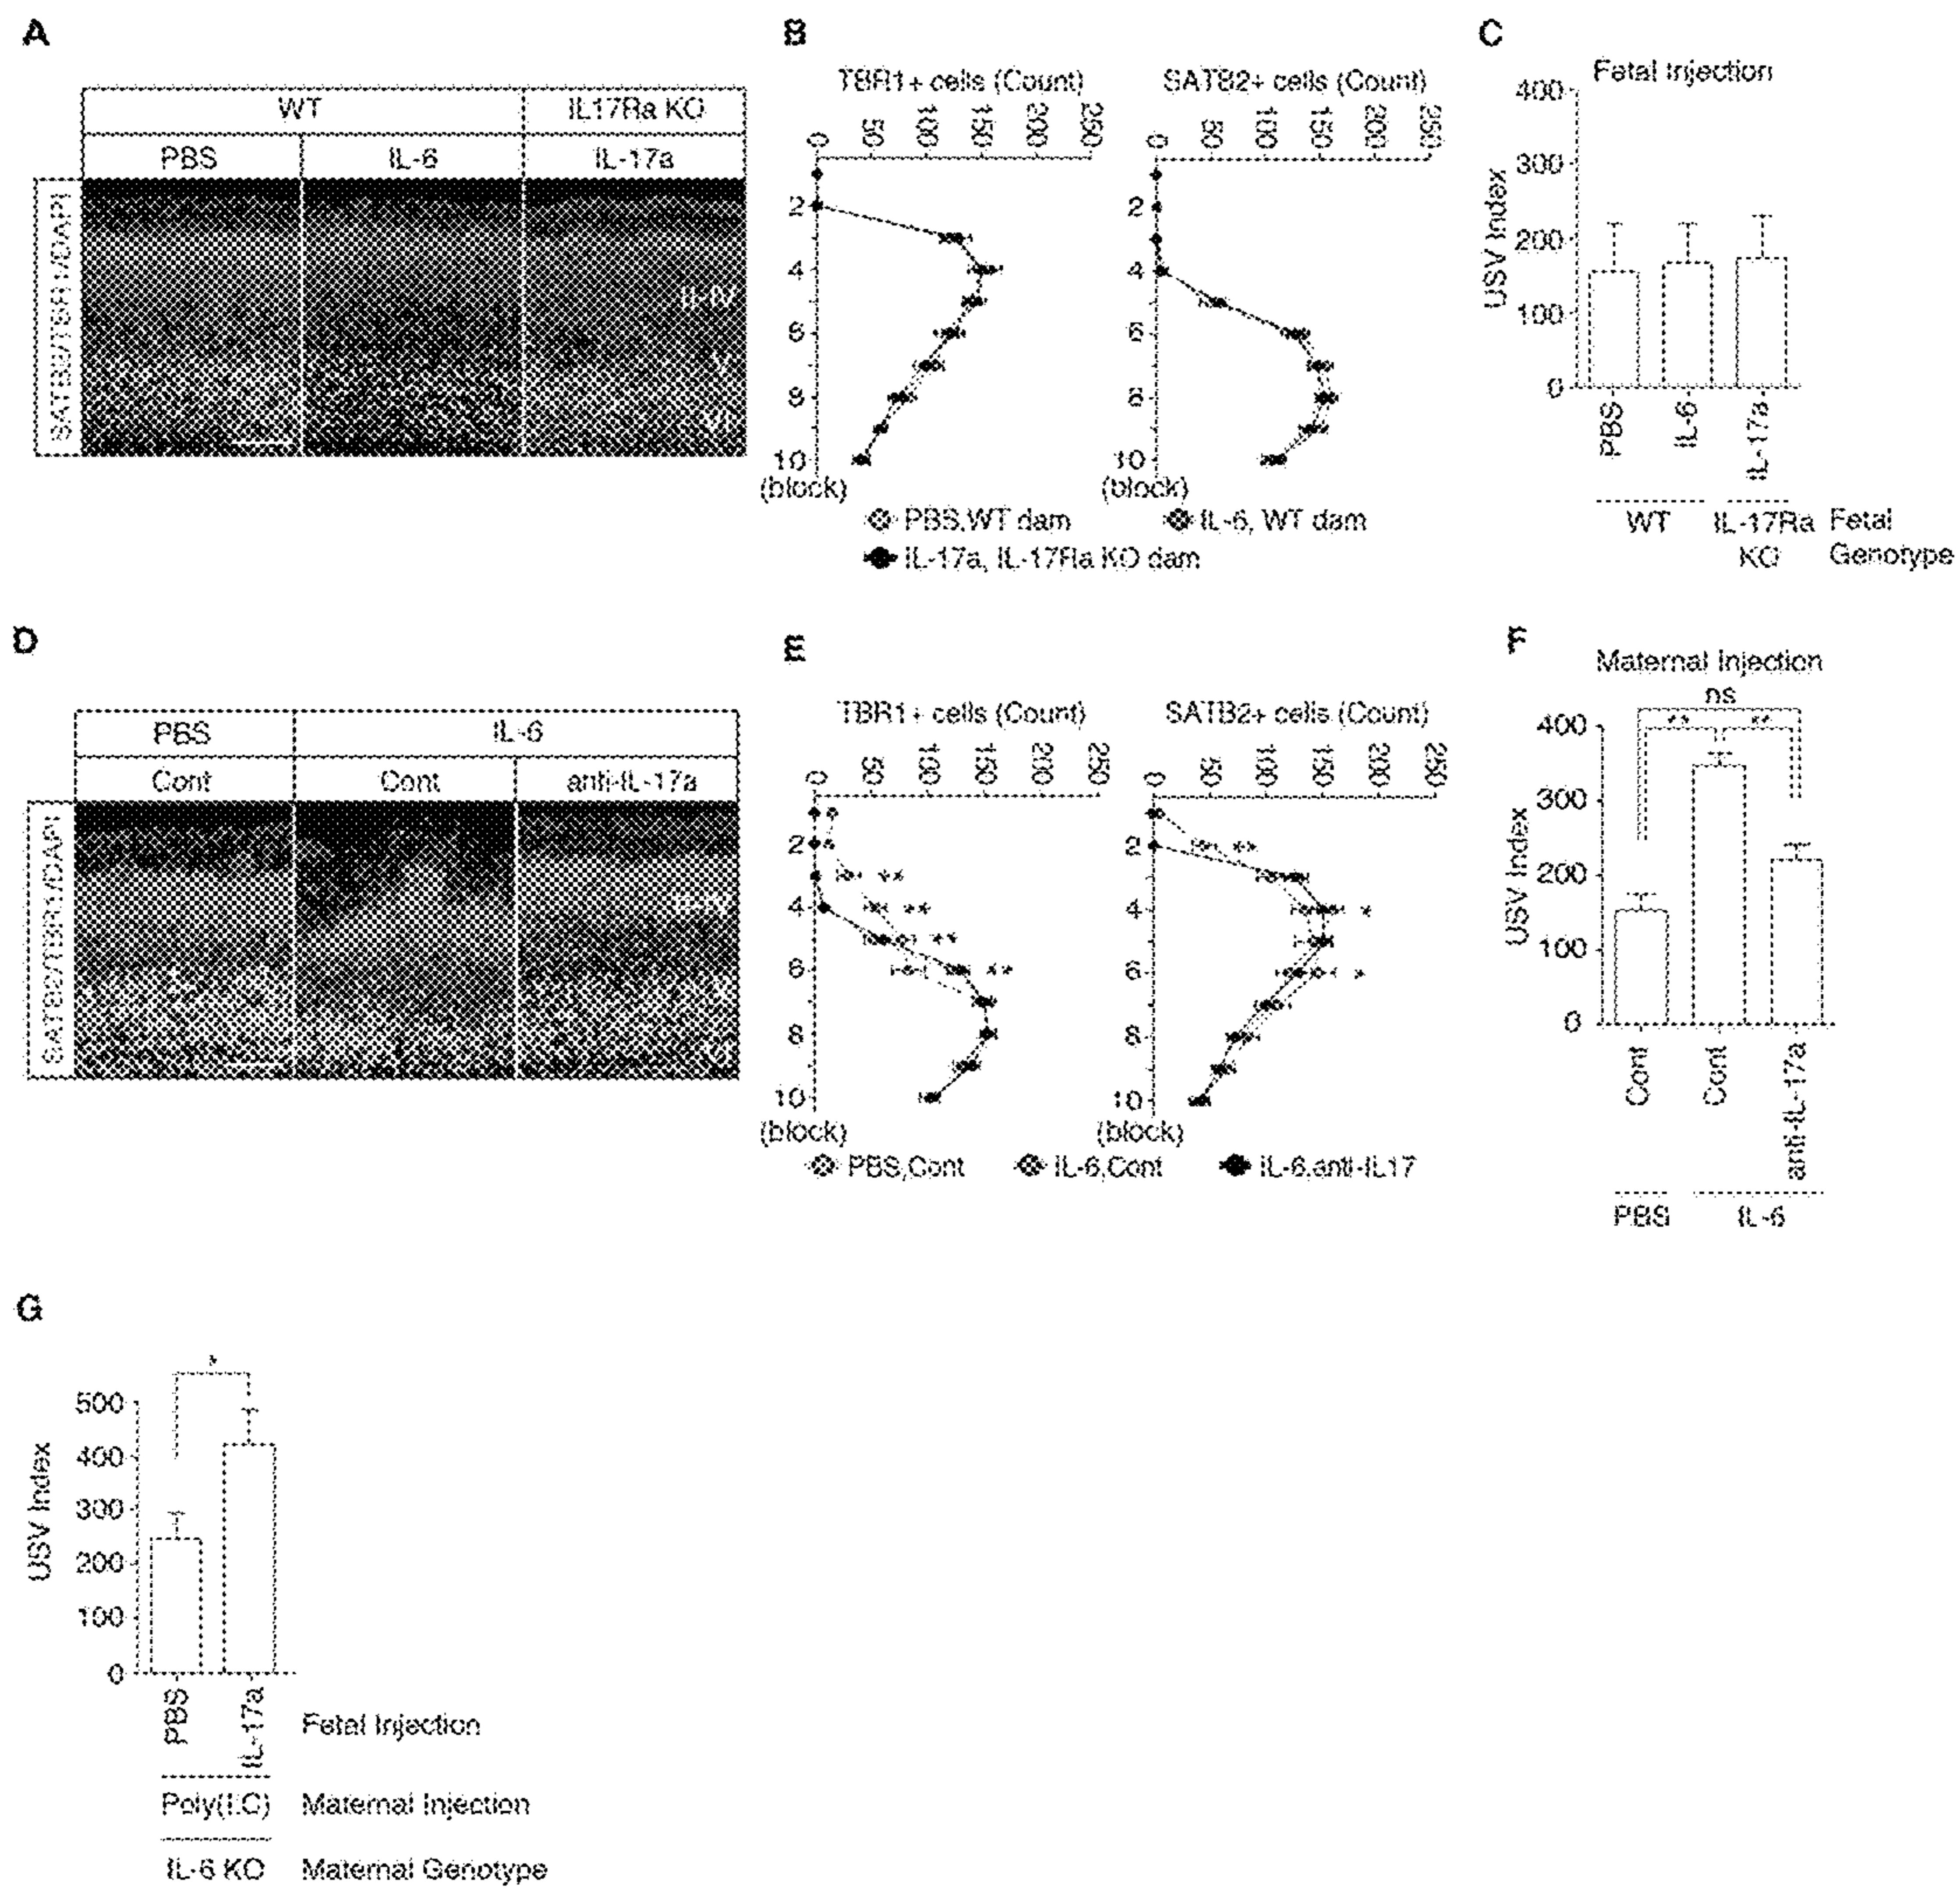 A
WT
IL17Ra KO
PBS
IL-6
IL-17a
SATB2/TBR1/DAPI
II-IV
V
VI
B
TBR1+ cells (Count)
0 50 100 150 200 250
2
4
6
8
10
(block)
SATB2+ cells (Count)
0 50 100 150 200 250
2
4
6
8
10
(block)
PBS,WT dam
IL-6, WT dam
IL-17a, IL-17Ra KO dam
C
Fetal Injection
USV Index
400
300
200
100
0
PBS
IL-6
IL-17a
WT
IL-17Ra
KO
Fetal
Genotype
D
PBS
IL-6
Cont
Cont
anti-IL-17a
SATB2/TBR1/DAPI
V
E
TBR1+ cells (Count)
0 50 100 150 200 250
2
4
6
8
10
(block)
**
**
**
**
SATB2+ cells (Count)
0 50 100 150 200 250
2
4
6
8
10
(block)
**
*
*
PBS,Cont
IL-6,Cont
IL-6,anti-IL17
F
Maternal Injection
ns
** **
USV Index
400
300
200
100
0
Cont
Cont
anti-IL-17a
PBS
IL-6
G
*
USV Index
500
400
300
200
100
0
PBS
IL-17a
Fetal Injection
Poly(I:C)
Maternal Injection
IL-6 KO
Maternal Genotype